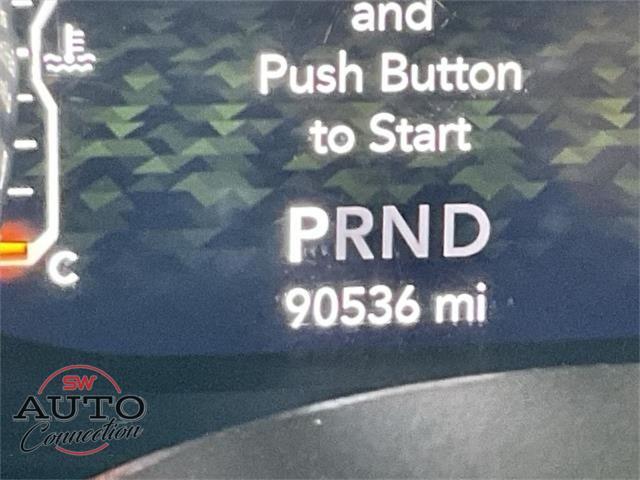 and
Push Button
to Start
PRND
90536 mi
C
SW
AUTO
Connection